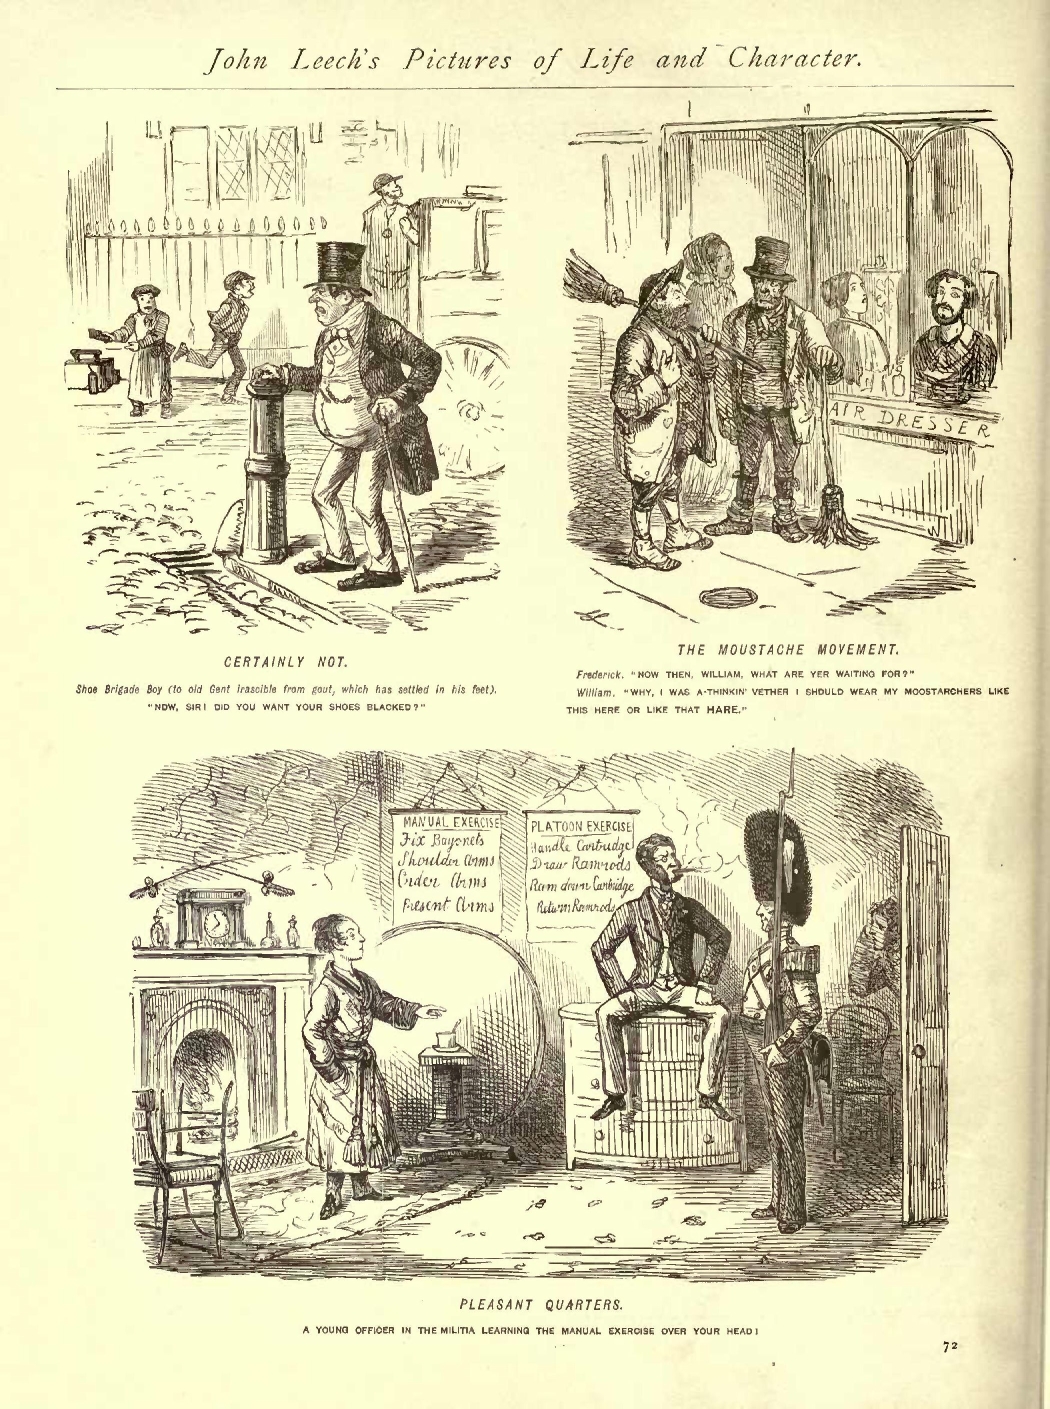 John Leech's Pictures of Life and Character.
AIR DRESSER
CERTAINLY NOT.
Shoe Brigade Boy (to old Gent irascible from gout, which has settled in his feet).
"NOW, SIR! DID YOU WANT YOUR SHOES BLACKED?"
THE MOUSTACHE MOVEMENT.
Frederick. "NOW THEN, WILLIAM, WHAT ARE YER WAITING FOR?"
William. "WHY, I WAS A-THINKIN' VETHER I SHOULD WEAR MY MOOSTARCHERS LIKE
THIS HERE OR LIKE THAT HARE."
MANUAL EXERCISE
Fix Bayonets
Shoulder Arms
Order Arms
Present Arms
PLATOON EXERCISE
Handle Cartridge
Draw Ramrods
Ram down Cartridge
Return Ramrods
PLEASANT QUARTERS.
A YOUNG OFFICER IN THE MILITIA LEARNING THE MANUAL EXERCISE OVER YOUR HEAD!
72